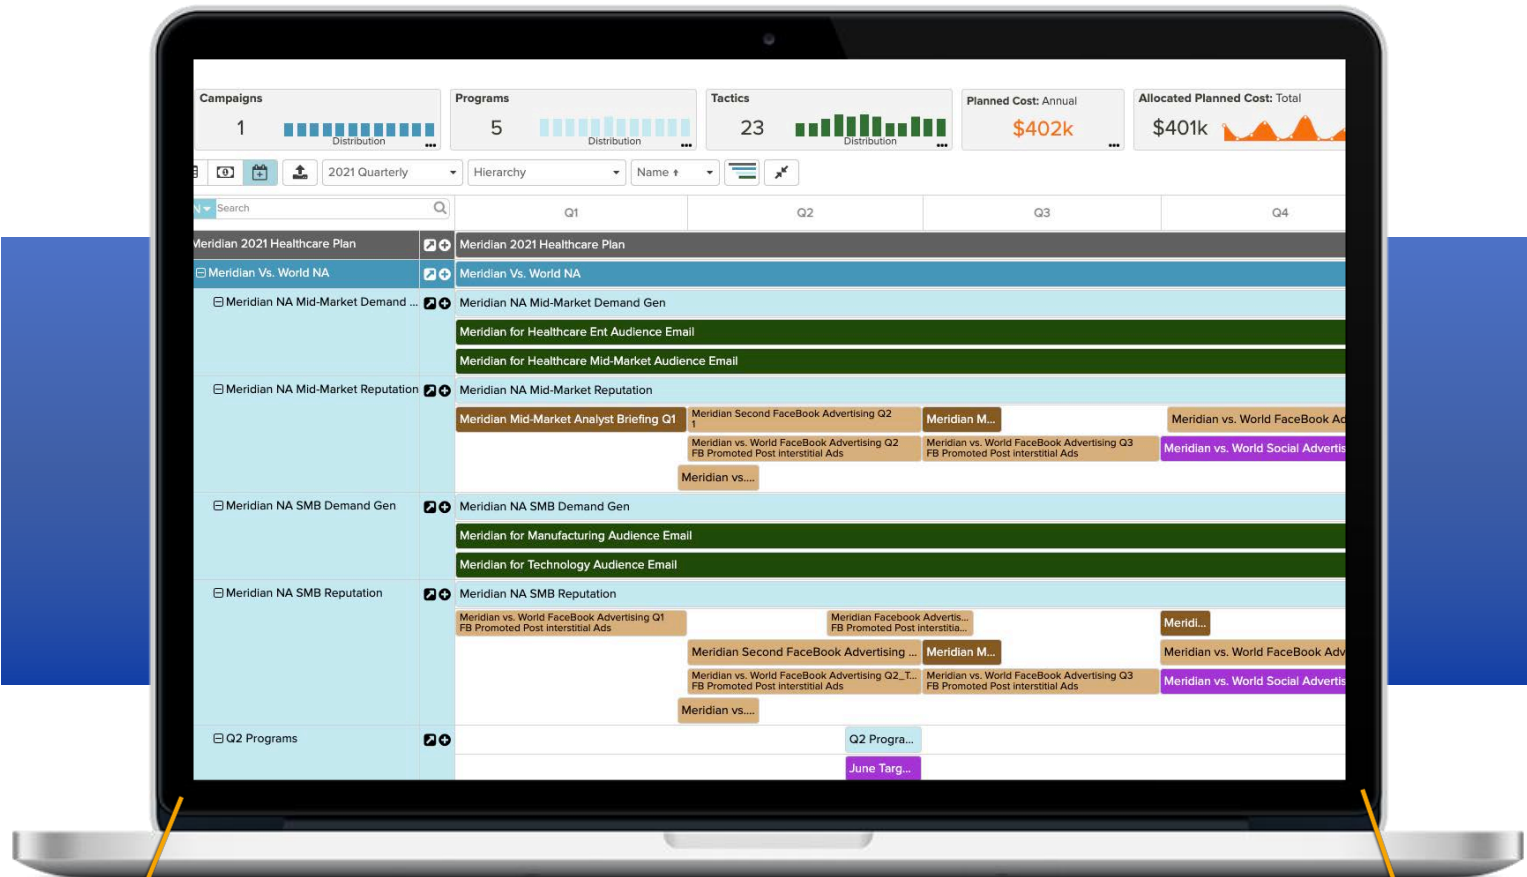 Campaigns
1
Distribution
Programs
5
Distribution
Tactics
23
Distribution
Planned Cost: Annual
$402k
Allocated Planned Cost: Total
$401k
2021 Quarterly
Hierarchy
Name ↑
Search
Q1
Q2
Q3
Q4
Meridian 2021 Healthcare Plan
Meridian 2021 Healthcare Plan
Meridian Vs. World NA
Meridian Vs. World NA
Meridian NA Mid-Market Demand ...
Meridian NA Mid-Market Demand Gen
Meridian for Healthcare Ent Audience Email
Meridian for Healthcare Mid-Market Audience Email
Meridian NA Mid-Market Reputation
Meridian NA Mid-Market Reputation
Meridian Mid-Market Analyst Briefing Q1
Meridian Second FaceBook Advertising Q2
1
Meridian M...
Meridian vs. World FaceBook Ad
Meridian vs. World FaceBook Advertising Q2
FB Promoted Post interstitial Ads
Meridian vs. World FaceBook Advertising Q3
FB Promoted Post interstitial Ads
Meridian vs. World Social Advertis
Meridian vs....
Meridian NA SMB Demand Gen
Meridian NA SMB Demand Gen
Meridian for Manufacturing Audience Email
Meridian for Technology Audience Email
Meridian NA SMB Reputation
Meridian NA SMB Reputation
Meridian vs. World FaceBook Advertising Q1
FB Promoted Post interstitial Ads
Meridian Facebook Advertis...
FB Promoted Post interstitia...
Meridi...
Meridian Second FaceBook Advertising ...
Meridian M...
Meridian vs. World FaceBook Adv
Meridian vs. World FaceBook Advertising Q2_T...
FB Promoted Post interstitial Ads
Meridian vs. World FaceBook Advertising Q3
FB Promoted Post interstitial Ads
Meridian vs. World Social Advertis
Meridian vs....
Q2 Programs
Q2 Progra...
June Targ...